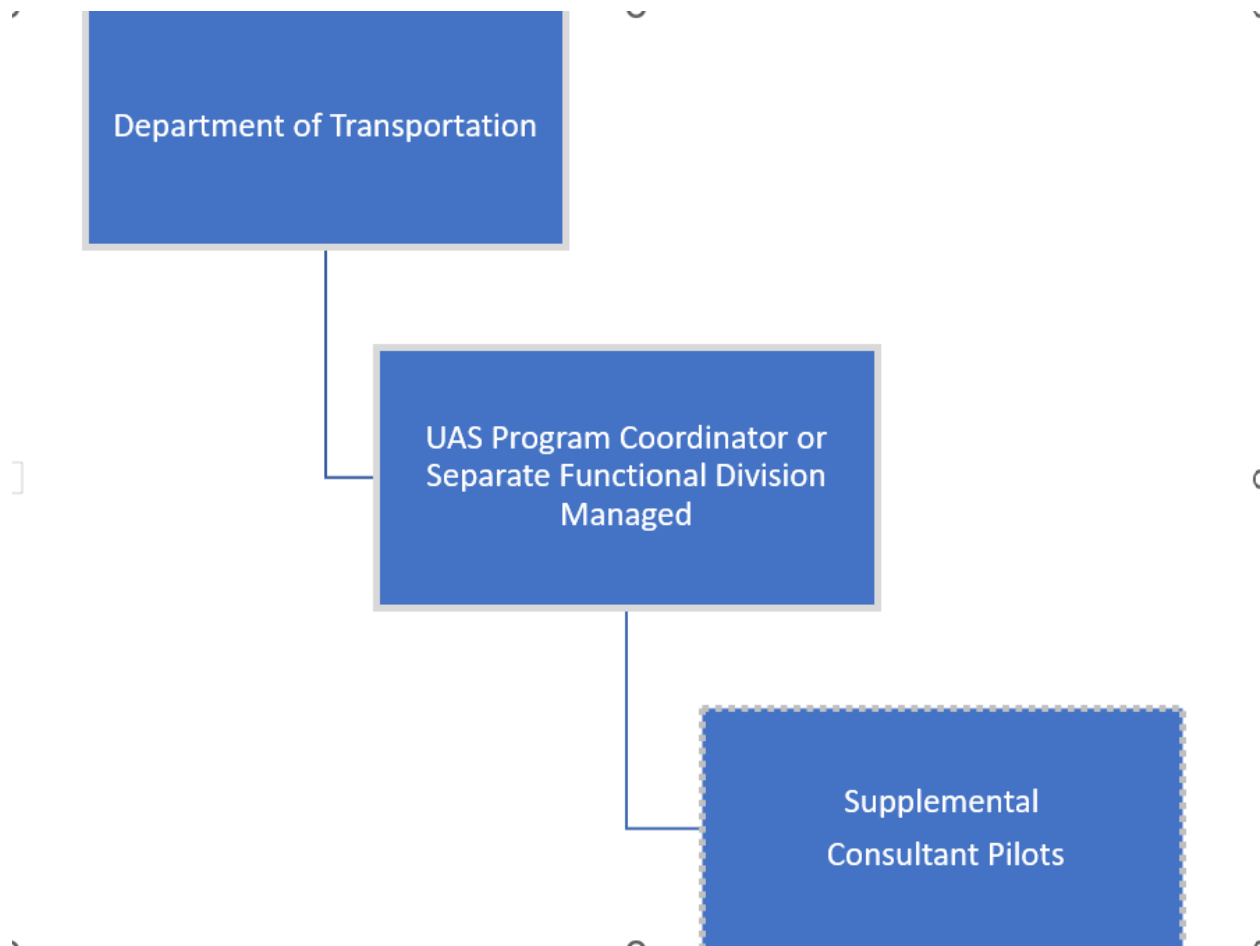 Department of Transportation
UAS Program Coordinator or
Separate Functional Division
Managed
Supplemental
Consultant Pilots